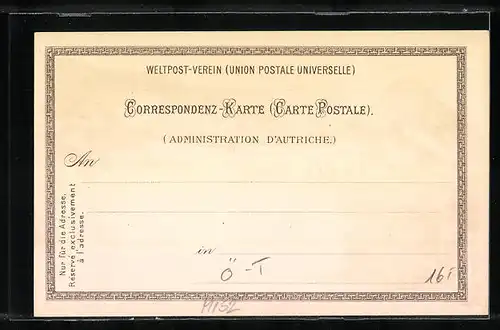 WELTPOST-VEREIN (UNION POSTALE UNIVERSELLE)
CORRESPONDENZ-KARTE (CARTE POSTALE).
(ADMINISTRATION D'AUTRICHE.)
An
Nur für die Adresse.
Réservé exclusivement
à l'adresse.
in
Ö-T